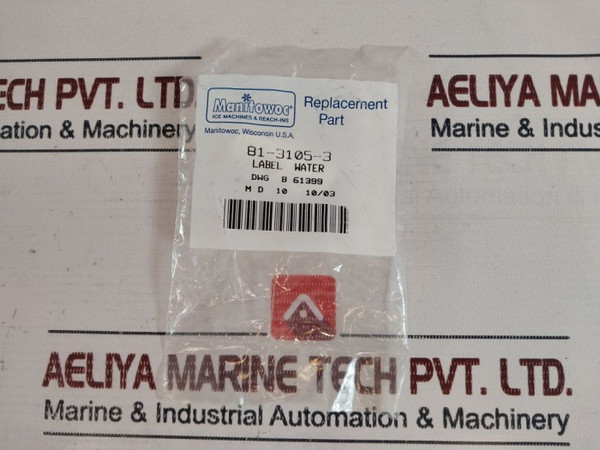 ECH PVT. LTD.
ation & Machinery
AELIYA MA
Marine & Indus
Manitowoc
ICE MACHINES & REACH-INS
Manitowoc, Wisconsin U.S.A.
Replacement
Part
81-3105-3
LABEL WATER
DWG B 61399
M D 10 10/03
AELIYA MARINE TECH PVT. LTD.
Marine & Industrial Automation & Machinery